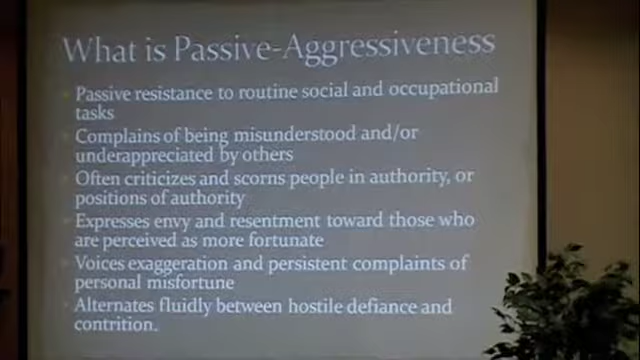 What is Passive-Aggressiveness
Passive resistance to routine social and occupational
tasks
Complains of being misunderstood and/or
underappreciated by others
Often criticizes and scorns people in authority, or
positions of authority
Expresses envy and resentment toward those who
are perceived as more fortunate
Voices exaggeration and persistent complaints of
personal misfortune
Alternates fluidly between hostile defiance and
contrition.